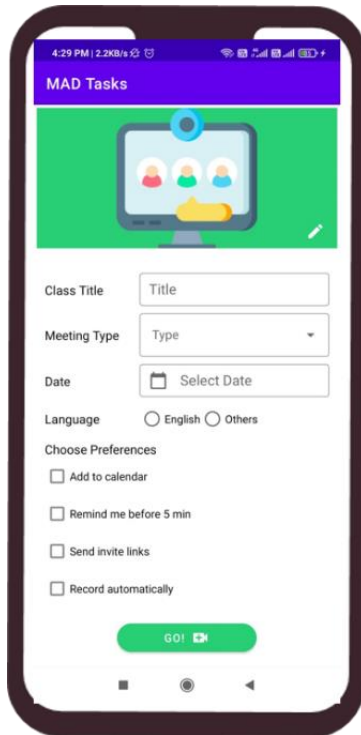 4:29 PM | 2.2KB/s
MAD Tasks
Class Title
Title
Meeting Type
Type
Date
Select Date
Language
English
Others
Choose Preferences
Add to calendar
Remind me before 5 min
Send invite links
Record automatically
GO!